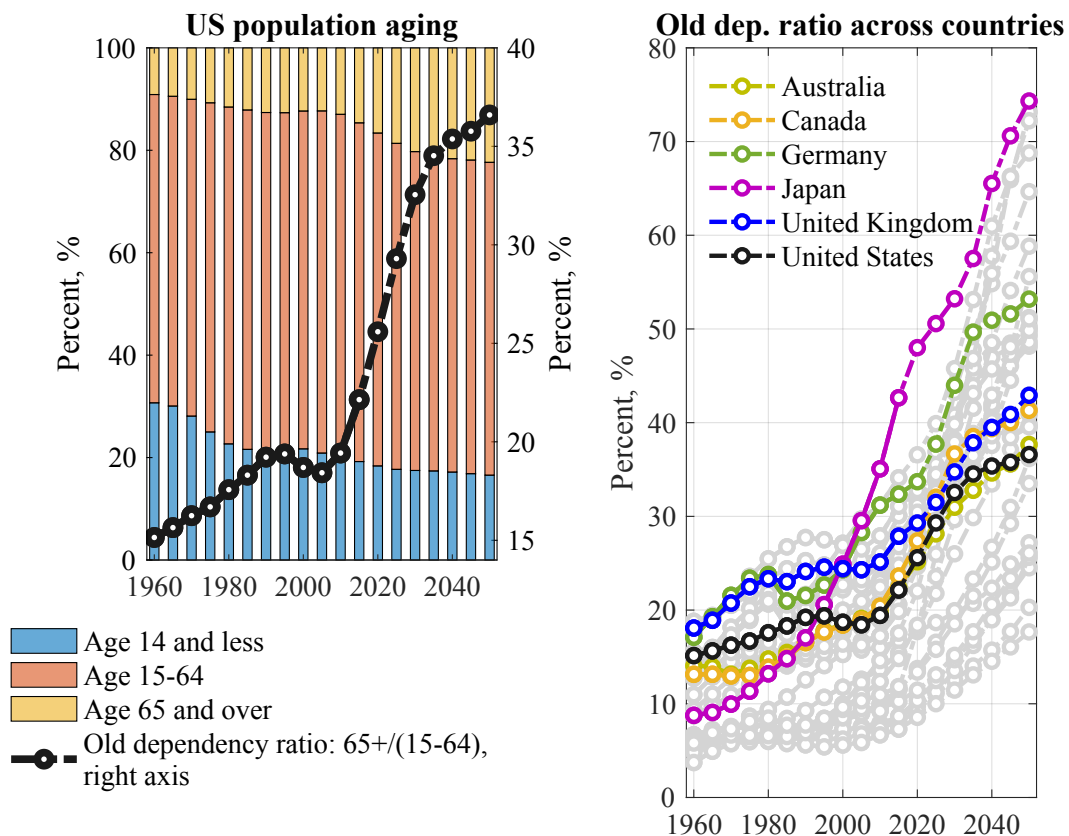 US population aging
Percent, %
100
80
60
40
20
0
40
35
30
25
20
15
Percent, %
1960
1980
2000
2020
2040
Age 14 and less
Age 15-64
Age 65 and over
Old dependency ratio: 65+/(15-64),
right axis
Old dep. ratio across countries
Percent, %
80
70
60
50
40
30
20
10
0
Australia
Canada
Germany
Japan
United Kingdom
United States
1960
1980
2000
2020
2040